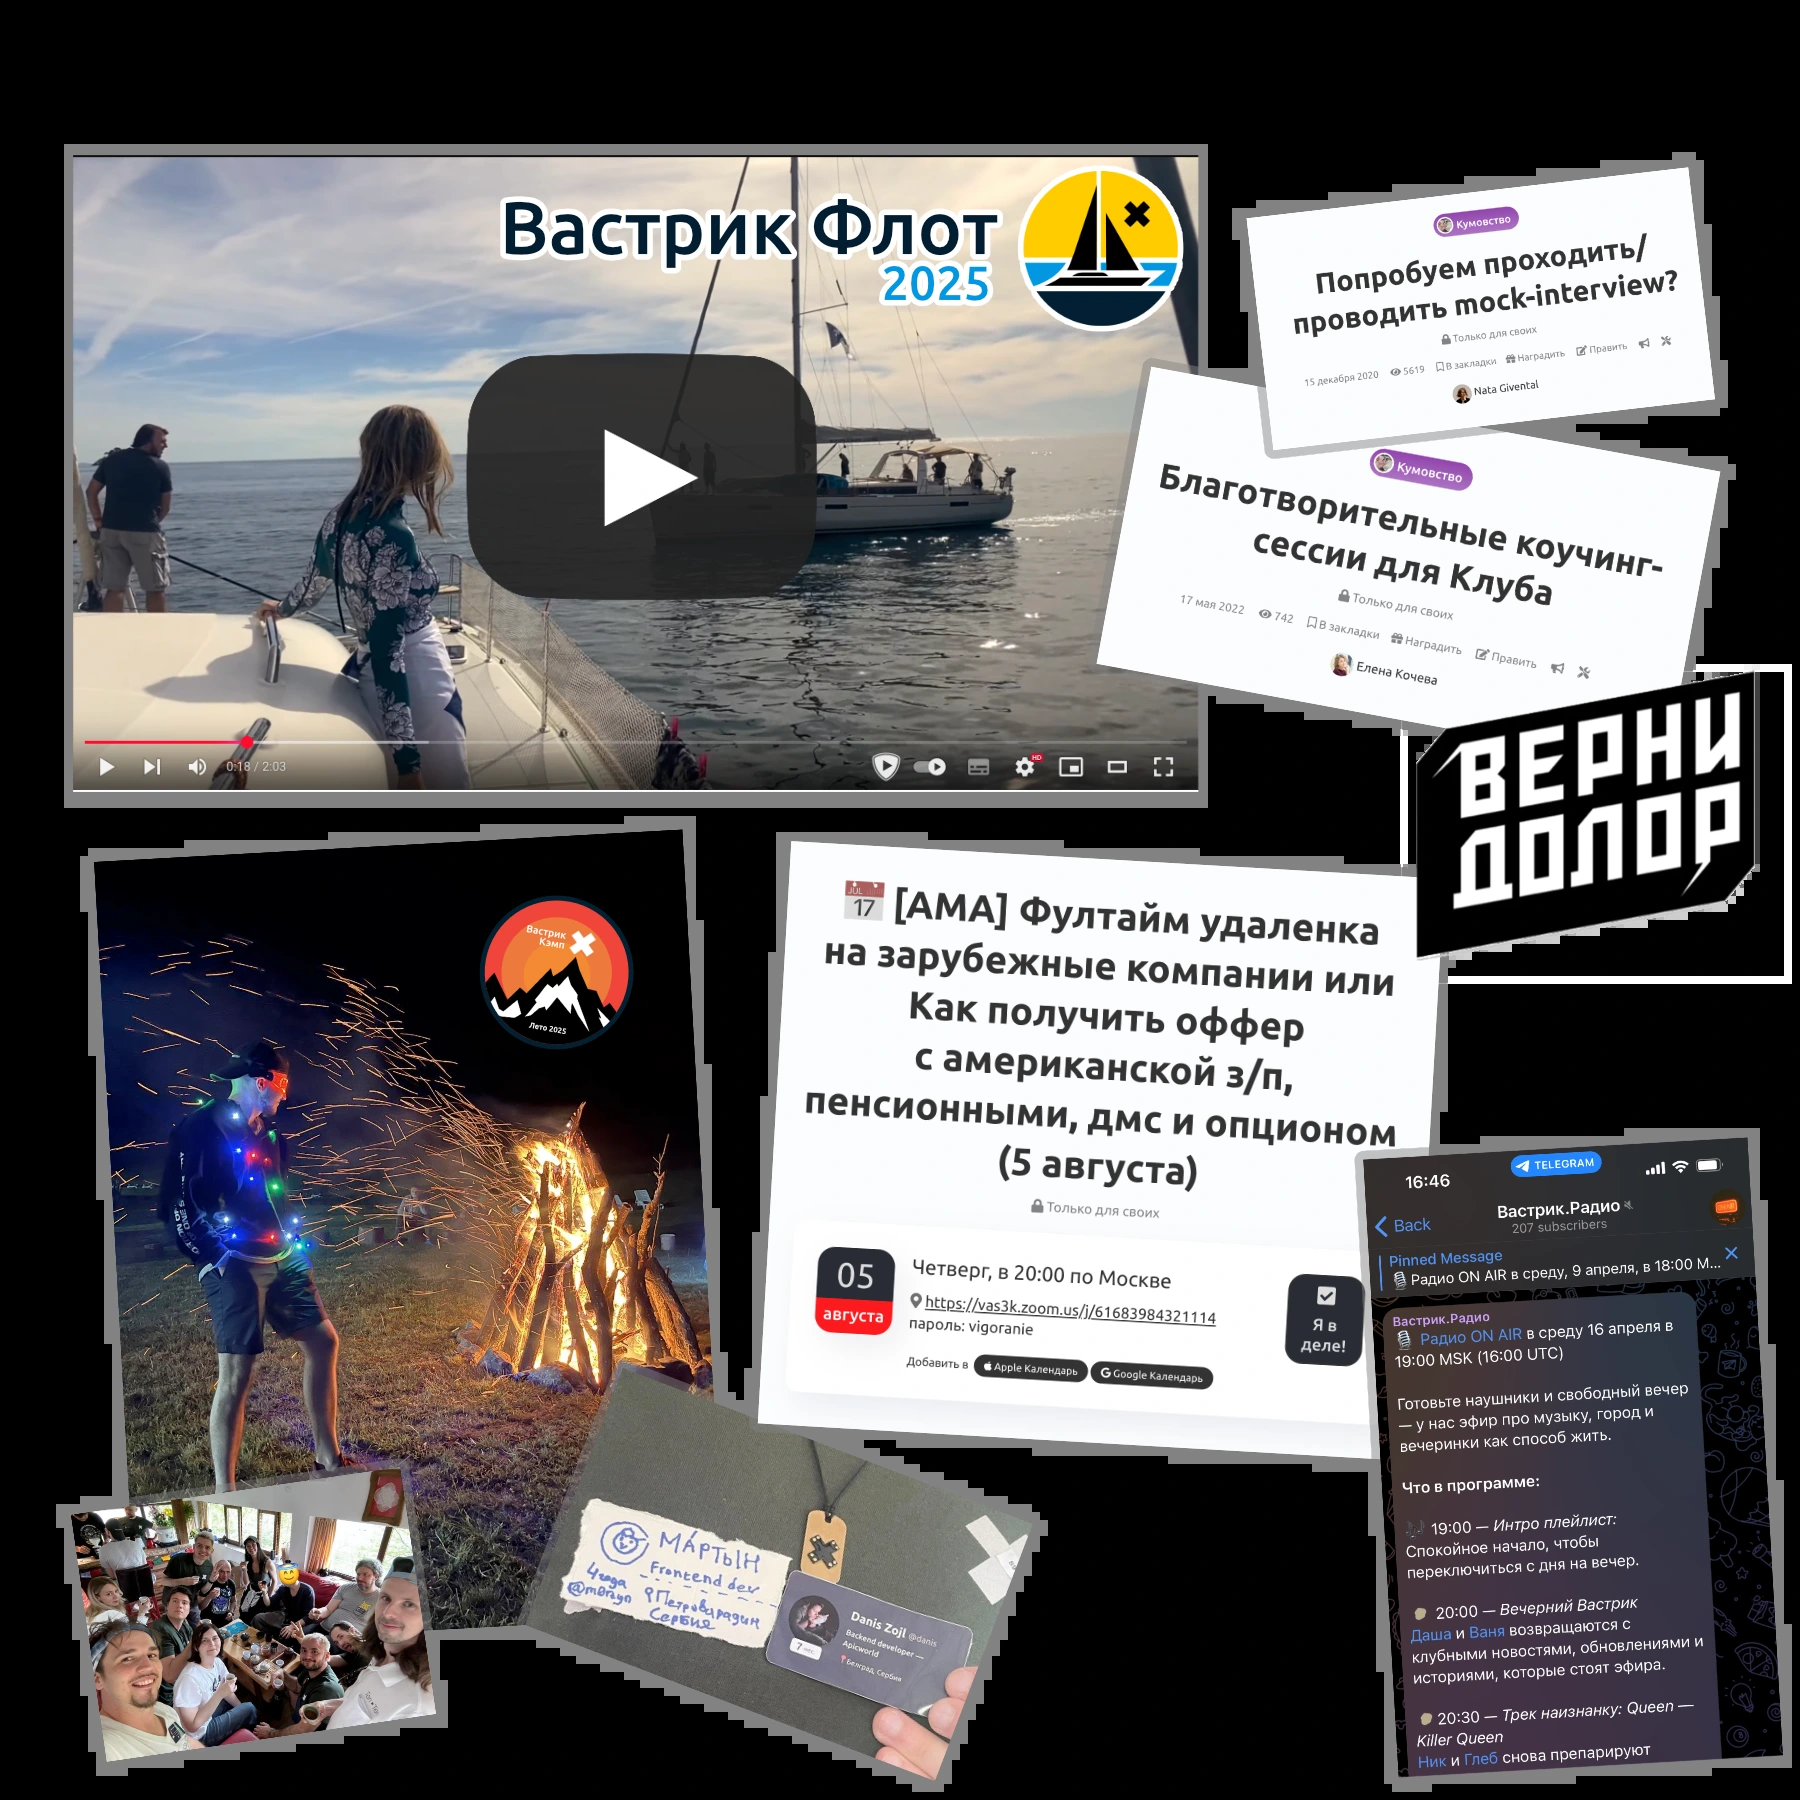 Вастрик Флот
2025
0:18 / 2:03
HD
Кумовство
Попробуем проходить/
проводить mock-interview?
Только для своих
15 декабря 2020 5619 В закладки Наградить Править
Nata Givental
Кумовство
Благотворительные коучинг-
сессии для Клуба
Только для своих
17 мая 2022 742 В закладки Наградить Править
Елена Кочева
ВЕРНИ
ДОЛОР
Вастрик
Кэмп
Лето 2025
JUL 17 [AMA] Фултайм удаленка
на зарубежные компании или
Как получить оффер
с американской з/п,
пенсионными, дмс и опционом
(5 августа)
Только для своих
05
августа
Четверг, в 20:00 по Москве
https://vas3k.zoom.us/j/61683984321114
пароль: vigoranie
Добавить в Apple Календарь Google Календарь
Я в
деле!
16:46
TELEGRAM
Back
Вастрик.Радио
207 subscribers
Pinned Message
Радио ON AIR в среду, 9 апреля, в 18:00 M...
Вастрик.Радио
Радио ON AIR в среду 16 апреля в
19:00 MSK (16:00 UTC)
Готовьте наушники и свободный вечер
— у нас эфир про музыку, город и
вечеринки как способ жить.
Что в программе:
19:00 — Интро плейлист:
Спокойное начало, чтобы
переключиться с дня на вечер.
20:00 — Вечерний Вастрик
Даша и Ваня возвращаются с
клубными новостями, обновлениями и
историями, которые стоят эфира.
20:30 — Трек наизнанку: Queen —
Killer Queen
Ник и Глеб снова препарируют
МАРТЫН
Frontend dev
4 года
Петроварадин
Сербия
Danis Zojl @danis
Backend developer —
Apicworld
Белград, Сербия
7